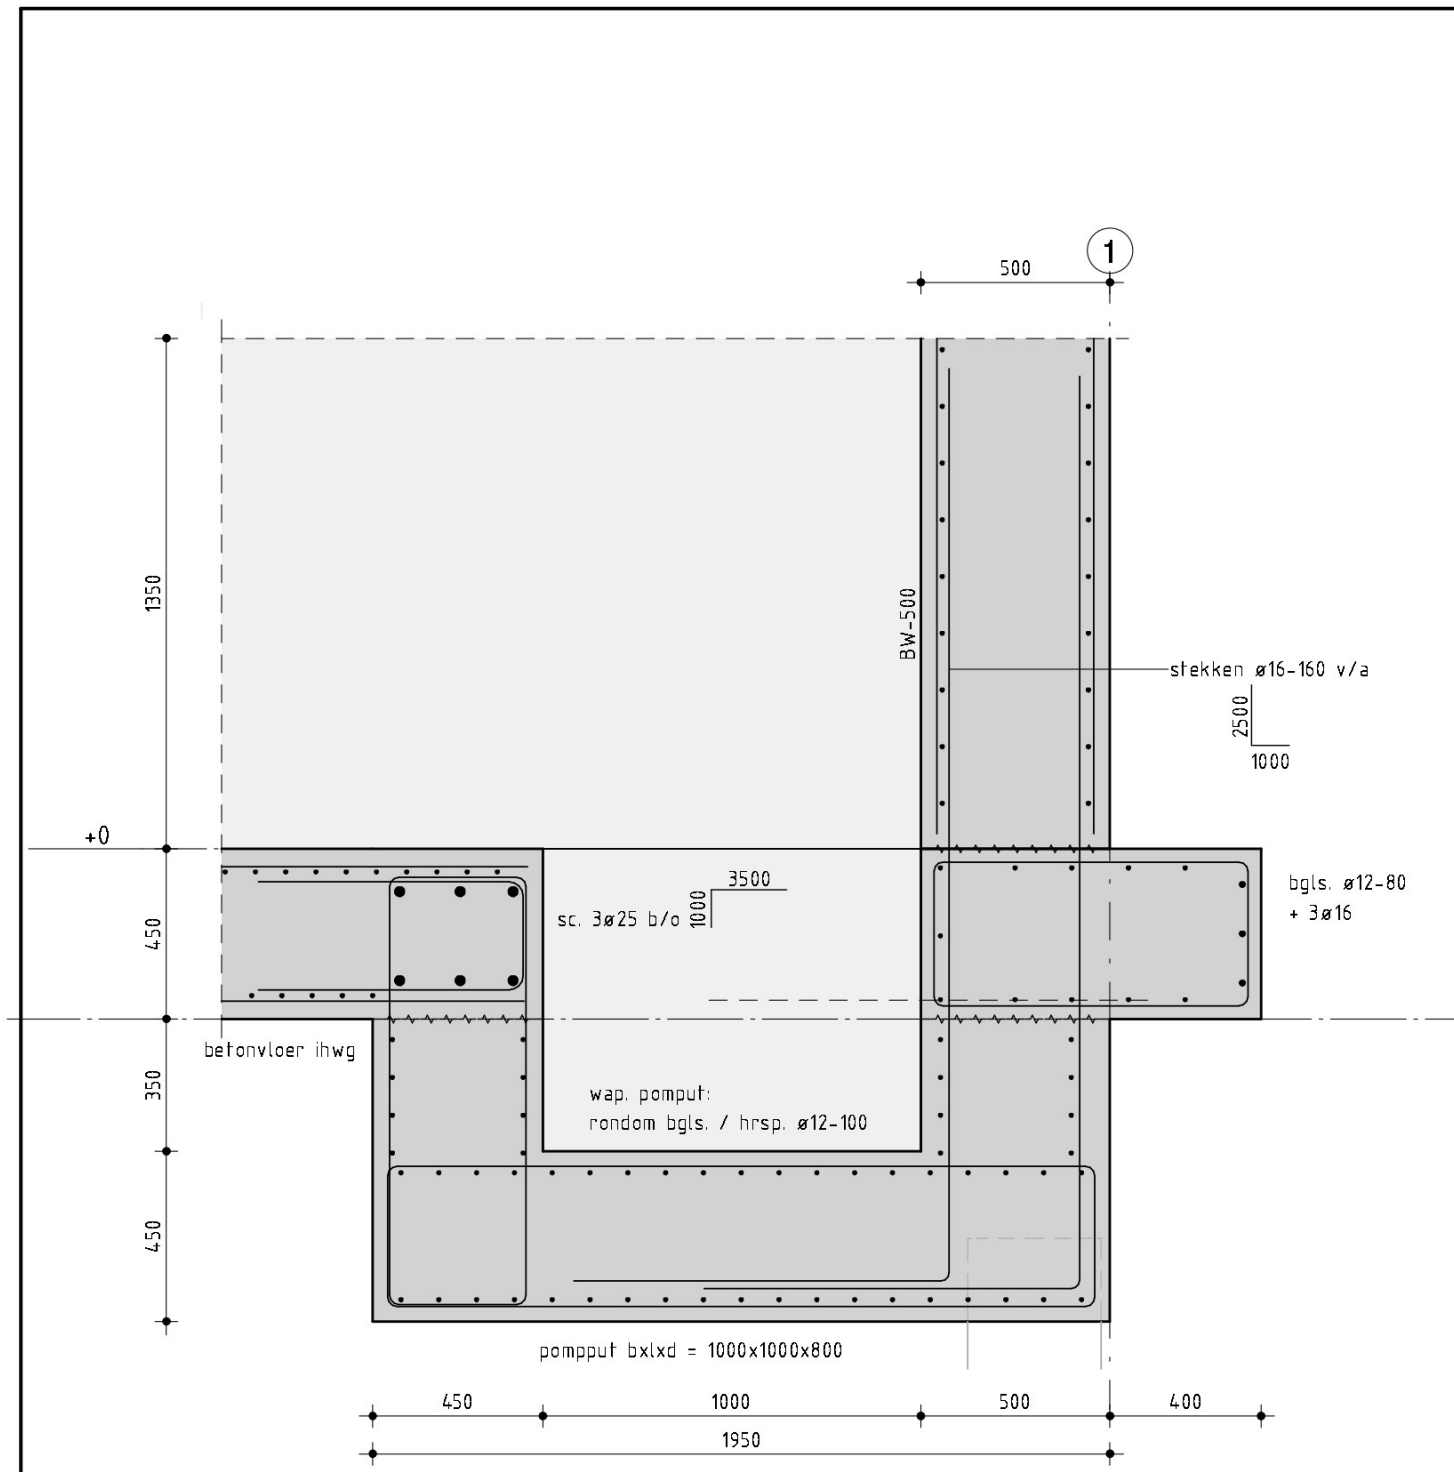 1
500
1350
BW-500
stekken ø16-160 v/a
2500
1000
+0
3500
1000
sc. 3ø25 b/o
bgls. ø12-80
+ 3ø16
450
betonvloer ihwg
350
wap. pomput:
rondom bgls. / hrsp. ø12-100
450
pompput bxlxd = 1000x1000x800
450
1000
500
400
1950